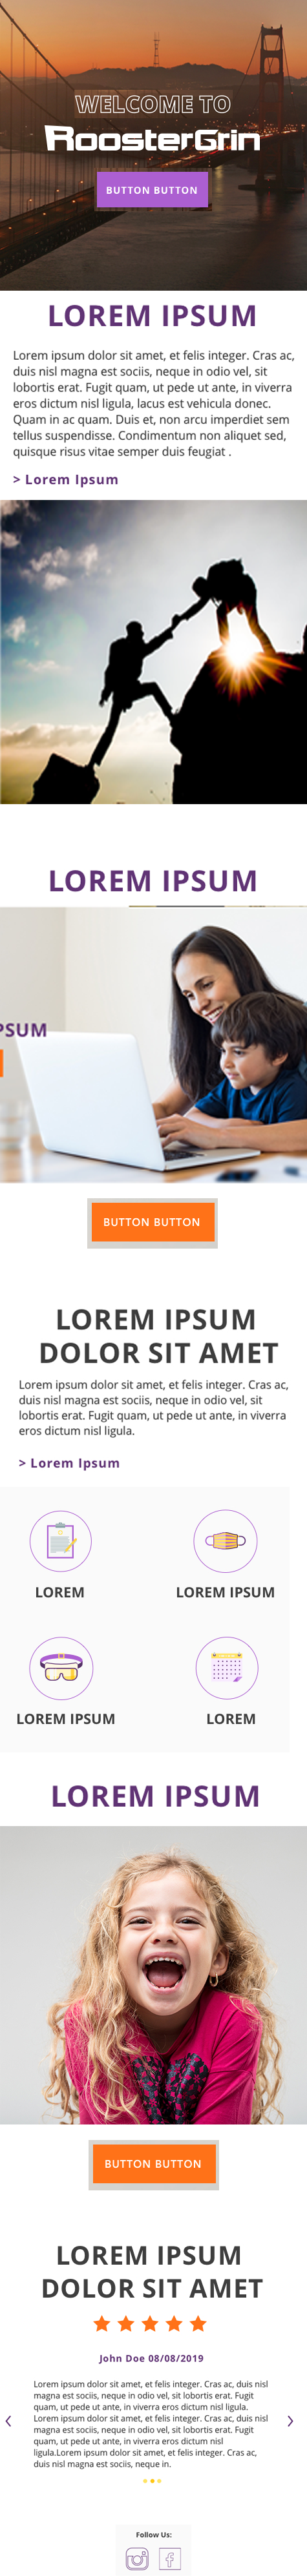 WELCOME TO
RoosterGrin
BUTTON BUTTON
LOREM IPSUM
Lorem ipsum dolor sit amet, et felis integer. Cras ac,
duis nisl magna est sociis, neque in odio vel, sit
lobortis erat. Fugit quam, ut pede ut ante, in viverra
eros dictum nisl ligula, lacus est vehicula donec.
Quam in ac quam. Duis et, non arcu imperdiet sem
tellus suspendisse. Condimentum non aliquet sed,
quisque risus vitae semper duis feugiat .
> Lorem Ipsum
LOREM IPSUM
PSUM
BUTTON BUTTON
LOREM IPSUM
DOLOR SIT AMET
Lorem ipsum dolor sit amet, et felis integer. Cras ac,
duis nisl magna est sociis, neque in odio vel, sit
lobortis erat. Fugit quam, ut pede ut ante, in viverra
eros dictum nisl ligula.
> Lorem Ipsum
LOREM LOREM IPSUM
LOREM IPSUM LOREM
LOREM IPSUM
BUTTON BUTTON
LOREM IPSUM
DOLOR SIT AMET
John Doe 08/08/2019
Lorem ipsum dolor sit amet, et felis integer. Cras ac, duis nisl
magna est sociis, neque in odio vel, sit lobortis erat. Fugit
quam, ut pede ut ante, in viverra eros dictum nisl ligula.
Lorem ipsum dolor sit amet, et felis integer. Cras ac, duis nisl
magna est sociis, neque in odio vel, sit lobortis erat. Fugit
quam, ut pede ut ante, in viverra eros dictum nisl
ligula.Lorem ipsum dolor sit amet, et felis integer. Cras ac,
duis nisl magna est sociis, neque in.
Follow Us: